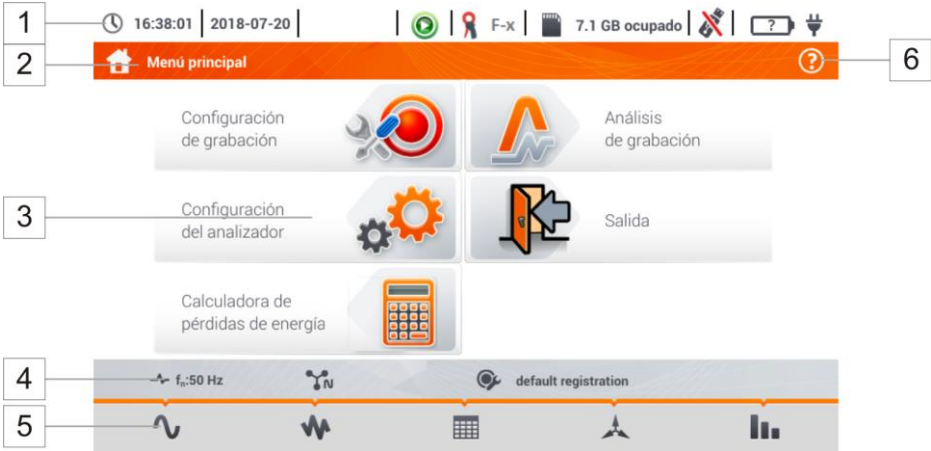 1
16:38:01 2018-07-20 F-x 7.1 GB ocupado ?
2
Menú principal
?
6
Configuración
de grabación
Análisis
de grabación
3
Configuración
del analizador
Salida
Calculadora de
pérdidas de energía
4
fₙ:50 Hz N default registration
5